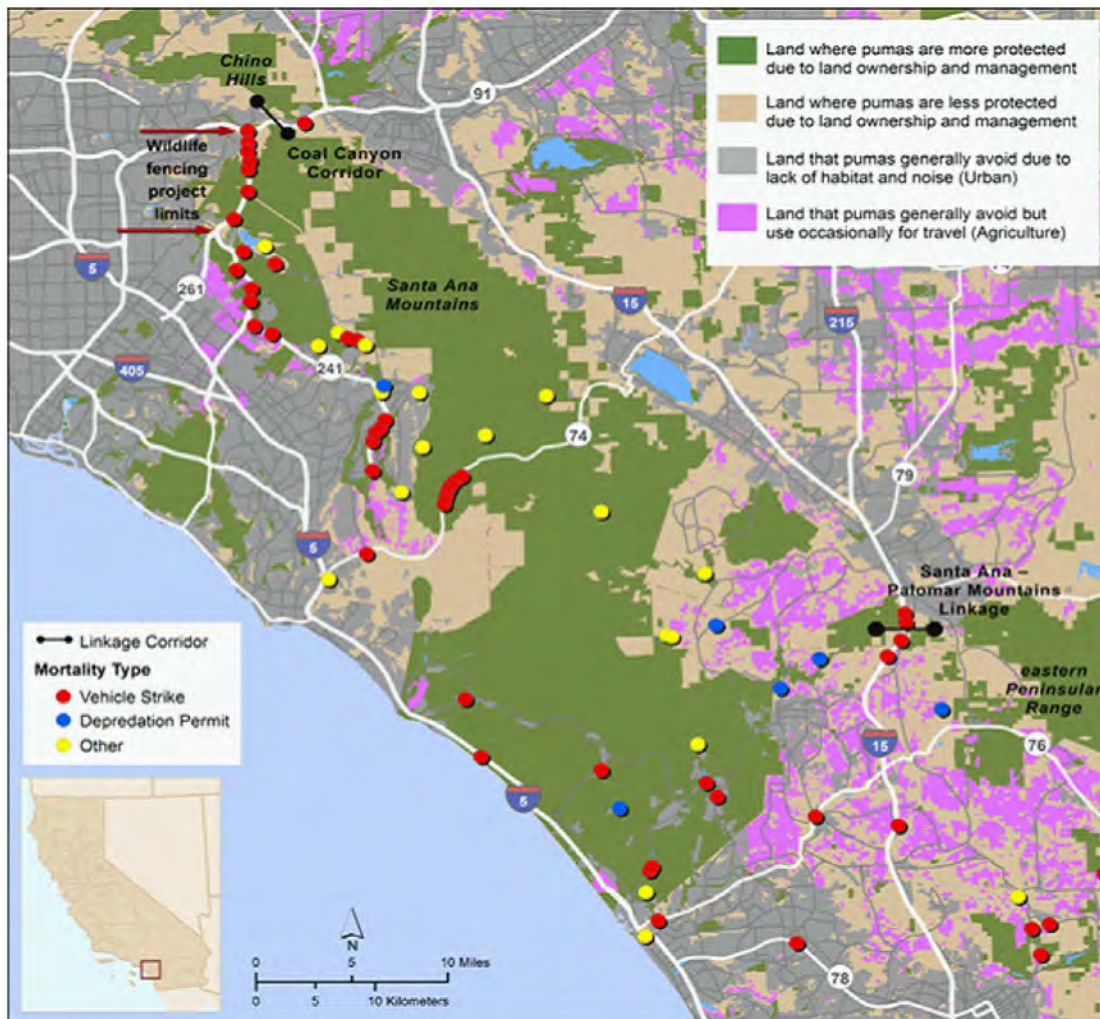 Chino
Hills
91
Wildlife
fencing
project
limits
Coal Canyon
Corridor
Land where pumas are more protected
due to land ownership and management
Land where pumas are less protected
due to land ownership and management
Land that pumas generally avoid due to
lack of habitat and noise (Urban)
Land that pumas generally avoid but
use occasionally for travel (Agriculture)
5
261
Santa Ana
Mountains
15
215
405
241
74
79
5
Santa Ana –
Palomar Mountains
Linkage
eastern
Peninsular
Range
Linkage Corridor
Mortality Type
Vehicle Strike
Depredation Permit
Other
15
76
5
78
N
0 5 10 Miles
0 5 10 Kilometers